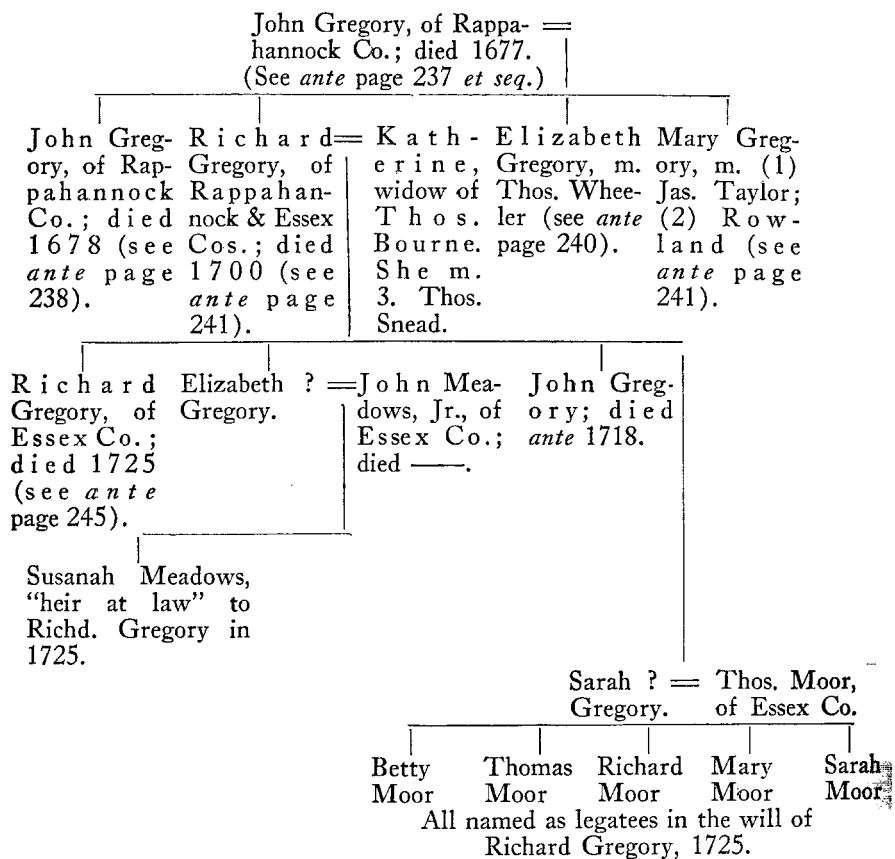 John Gregory, of Rappa- =
hannock Co.; died 1677.
(See ante page 237 et seq.)
John Greg-
ory, of Rap-
pahannock
Co.; died
1678 (see
ante page
238).
Richard=
Gregory, of
Rappahan-
nock & Essex
Cos.; died
1700 (see
ante page
241).
Kath-
erine,
widow of
Thos.
Bourne.
She m.
3. Thos.
Snead.
Elizabeth
Gregory, m.
Thos. Whee-
ler (see ante
page 240).
Mary Greg-
ory, m. (1)
Jas. Taylor;
(2) Row-
land (see
ante page
241).
Richard
Gregory, of
Essex Co.;
died 1725
(see ante
page 245).
Elizabeth ? =
Gregory.
John Mea-
dows, Jr., of
Essex Co.;
died ——.
John Greg-
ory; died
ante 1718.
Susanah Meadows,
“heir at law” to
Richd. Gregory in
1725.
Sarah ? =
Gregory.
Thos. Moor,
of Essex Co.
Betty
Moor
Thomas
Moor
Richard
Moor
Mary
Moor
Sarah
Moor
All named as legatees in the will of
Richard Gregory, 1725.